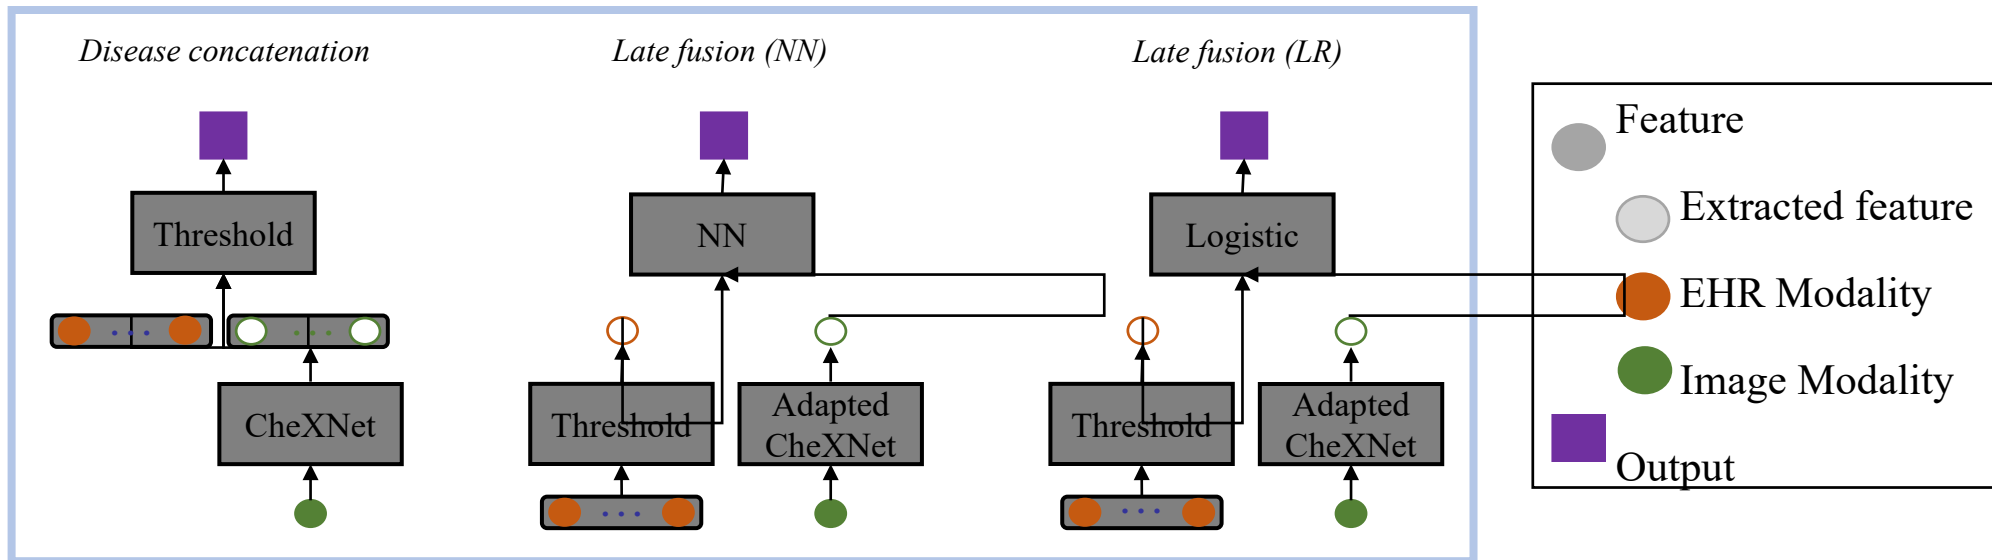 Disease concatenation
Late fusion (NN)
Late fusion (LR)
Threshold
NN
Logistic
CheXNet
Threshold
Adapted
CheXNet
Threshold
Adapted
CheXNet
Feature
Extracted feature
EHR Modality
Image Modality
Output